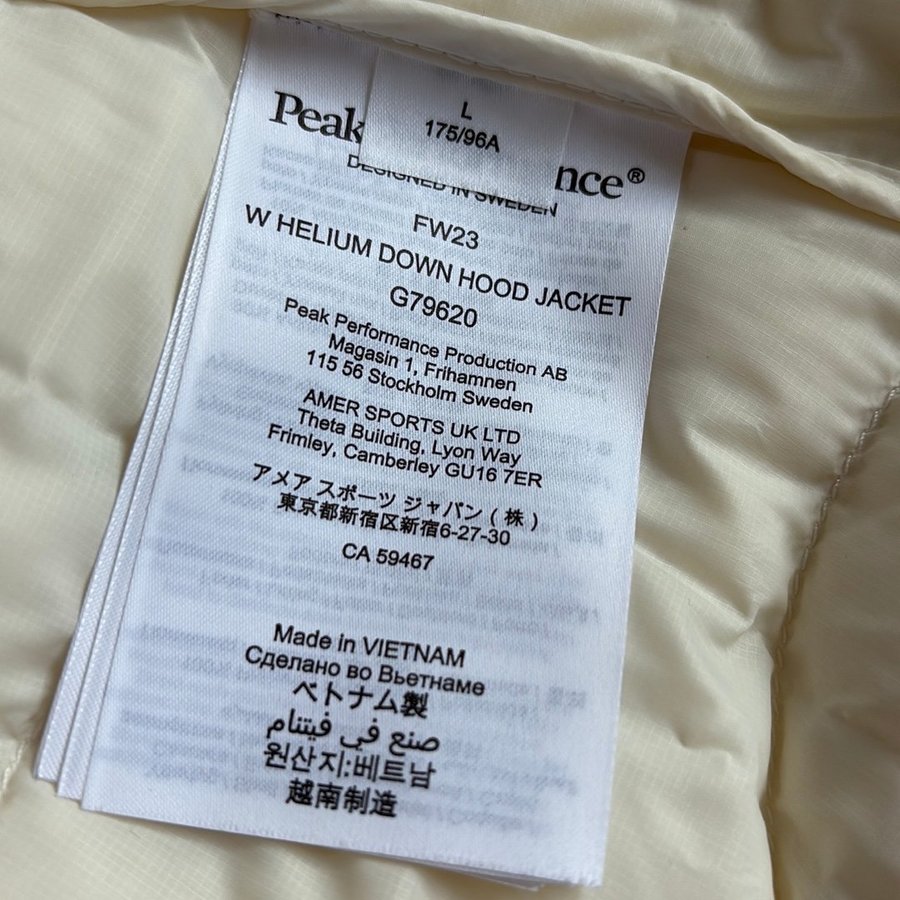 L
175/96A
Peak nce®
DESIGNED IN SWEDEN
FW23
W HELIUM DOWN HOOD JACKET
G79620
Peak Performance Production AB
Magasin 1, Frihamnen
115 56 Stockholm Sweden
AMER SPORTS UK LTD
Theta Building, Lyon Way
Frimley, Camberley GU16 7ER
アメア スポーツ ジャパン ( 株 )
東京都新宿区新宿6-27-30
CA 59467
Made in VIETNAM
Сделано во Вьетнаме
ベトナム製
صنع في فيتنام
원산지:베트남
越南制造